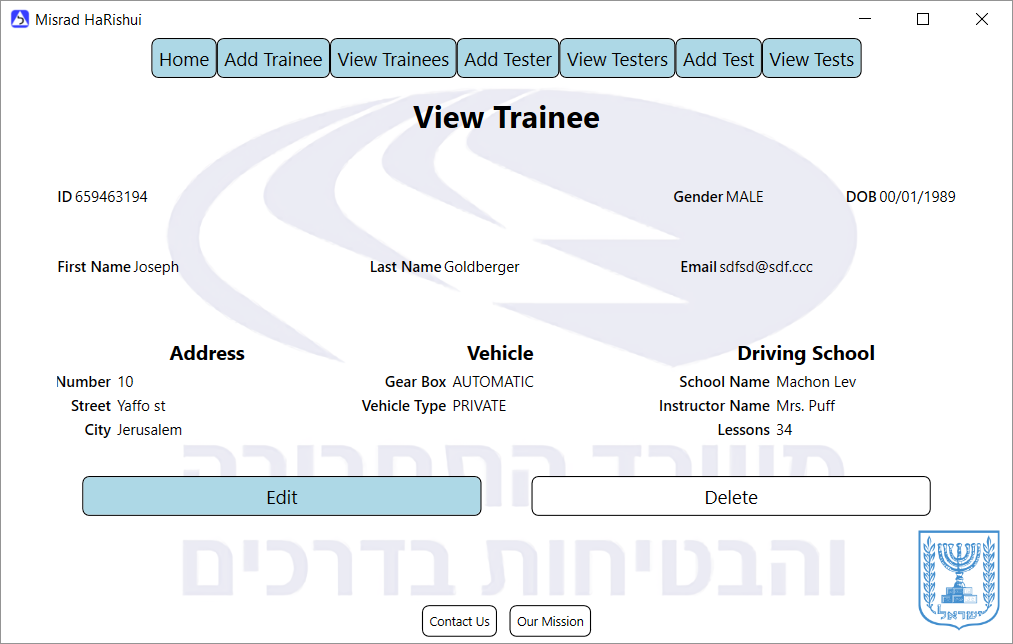 Misrad HaRishui
Home Add Trainee View Trainees Add Tester View Testers Add Test View Tests
View Trainee
ID 659463194 Gender MALE DOB 00/01/1989
First Name Joseph Last Name Goldberger Email sdfsd@sdf.ccc
Address Vehicle Driving School
Number 10 Gear Box AUTOMATIC School Name Machon Lev
Street Yaffo st Vehicle Type PRIVATE Instructor Name Mrs. Puff
City Jerusalem Lessons 34
משרד התחבורה
Edit Delete
והבטיחות בדרכים
ישראל
Contact Us Our Mission